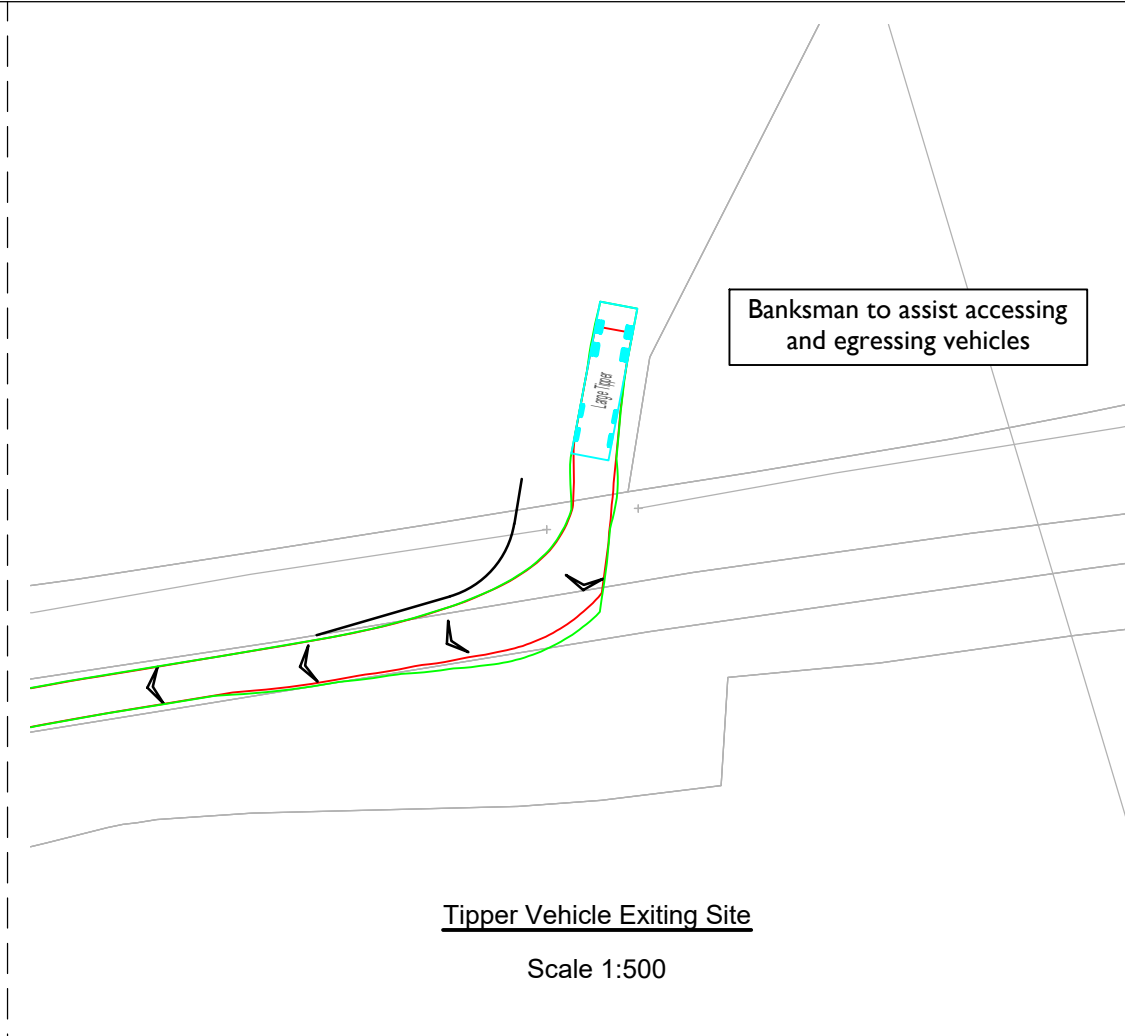 Banksman to assist accessing
and egressing vehicles
Large Tipper
Tipper Vehicle Exiting Site
Scale 1:500